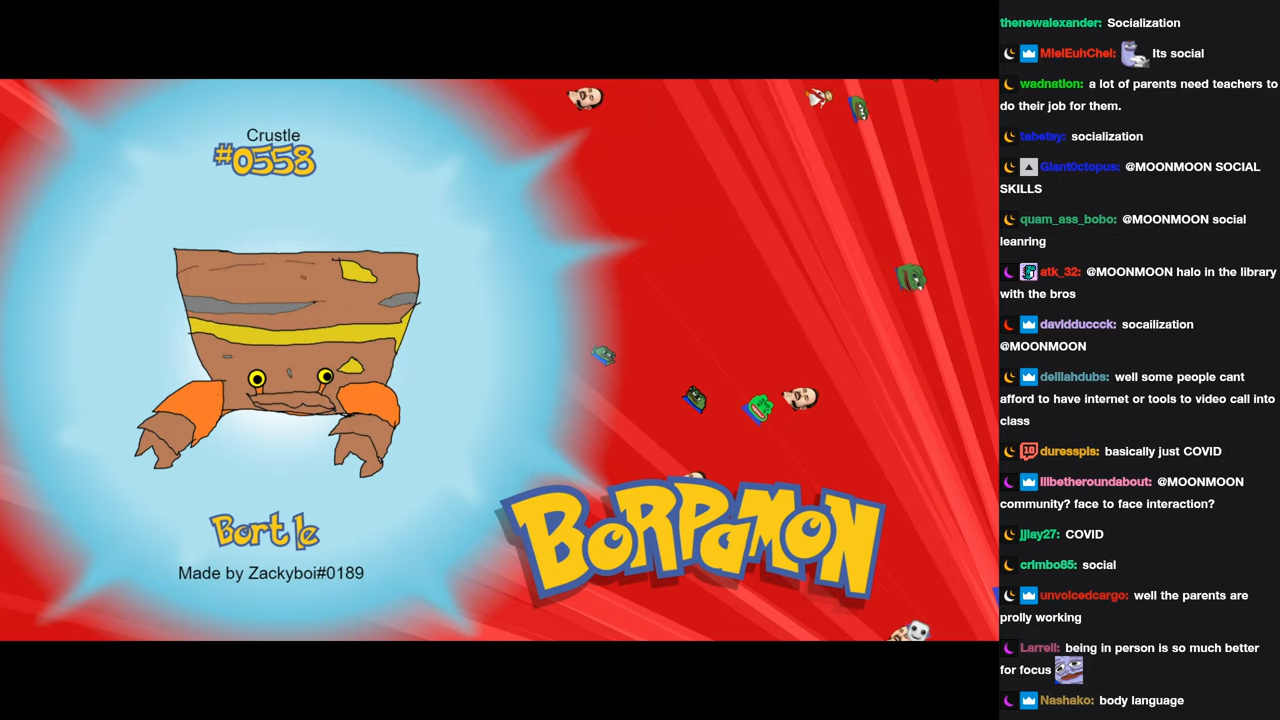 Crustle
#0558
Bortle
Made by Zackyboi#0189
BORPAMON
thenewalexander: Socialization
MielEuhChel: Its social
wadnation: a lot of parents need teachers to
do their job for them.
tabetsy: socialization
Giant0ctopus: @MOONMOON SOCIAL
SKILLS
quam_ass_bobo: @MOONMOON social
leanring
atk_32: @MOONMOON halo in the library
with the bros
davidduccck: socailization
@MOONMOON
delilahdubs: well some people cant
afford to have internet or tools to video call into
class
duresspls: basically just COVID
lilbetheroundabout: @MOONMOON
community? face to face interaction?
jjlay27: COVID
crimbo85: social
unvoicedcargo: well the parents are
prolly working
Larrell: being in person is so much better
for focus
Nashako: body language